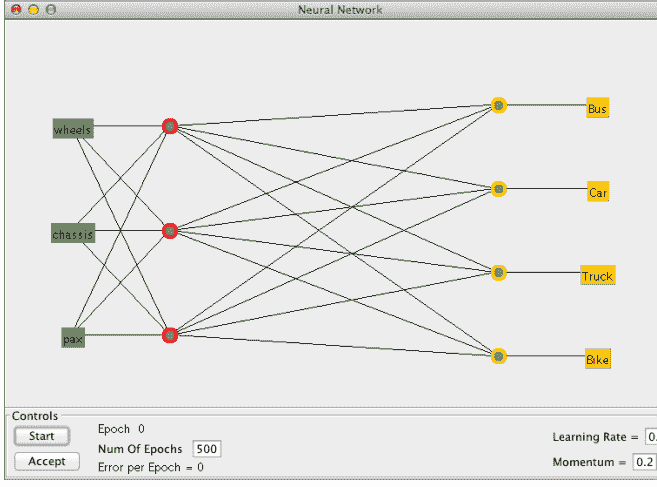 Neural Network
Bus
wheels
Car
chassis
Truck
pax
Bike
Controls
Start
Epoch 0
Num Of Epochs 500
Learning Rate = 0.
Accept
Error per Epoch = 0
Momentum = 0.2